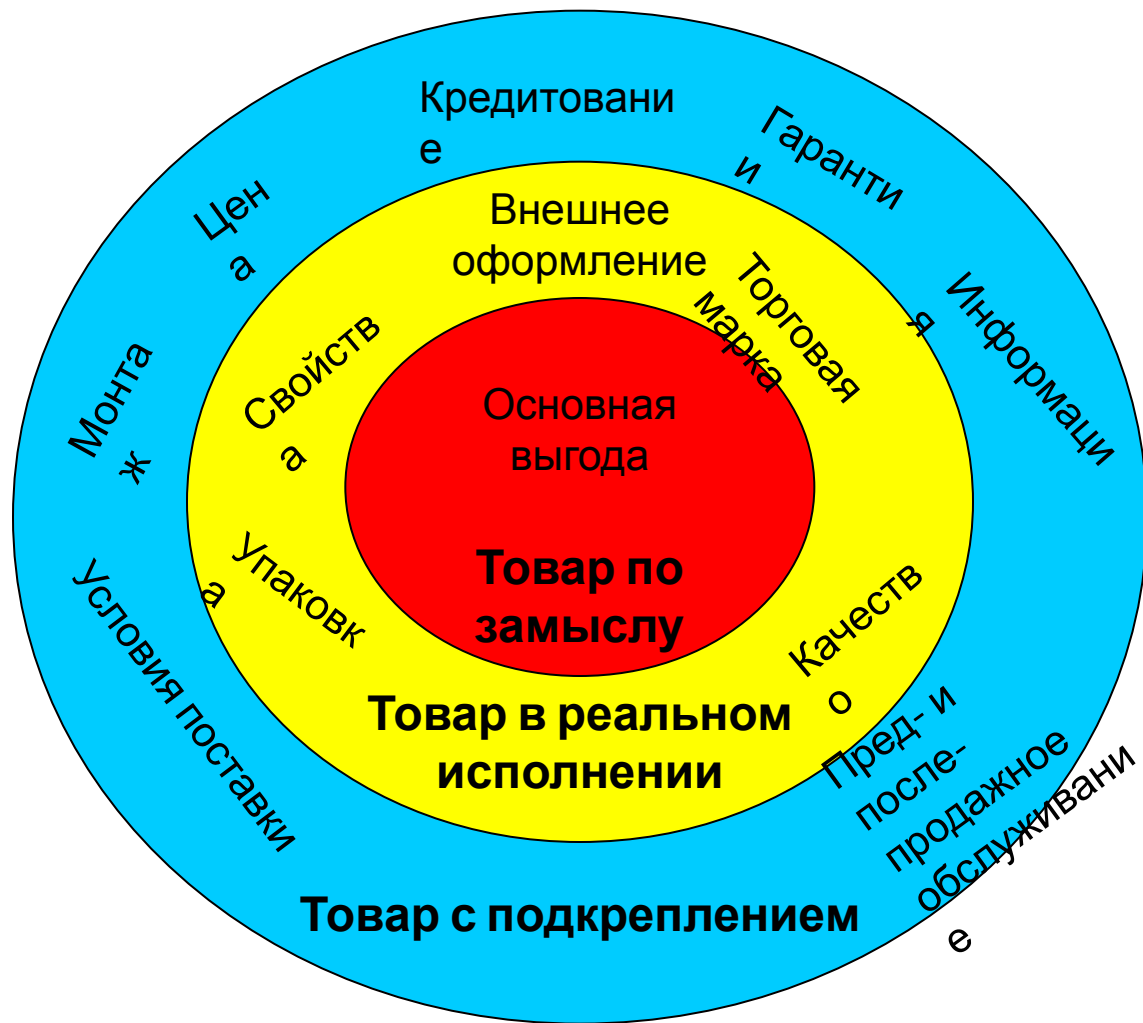 Кредитовани
е
Гаранти
и
Цен
а
Внешнее
оформление
Торговая
марка
Информаци
я
Свойств
а
Монта
ж
Основная
выгода
Упаковк
а
Товар по
замыслу
Условия поставки
Качеств
о
Товар в реальном
исполнении
Пред- и
после-
продажное
обслуживани
е
Товар с подкреплением